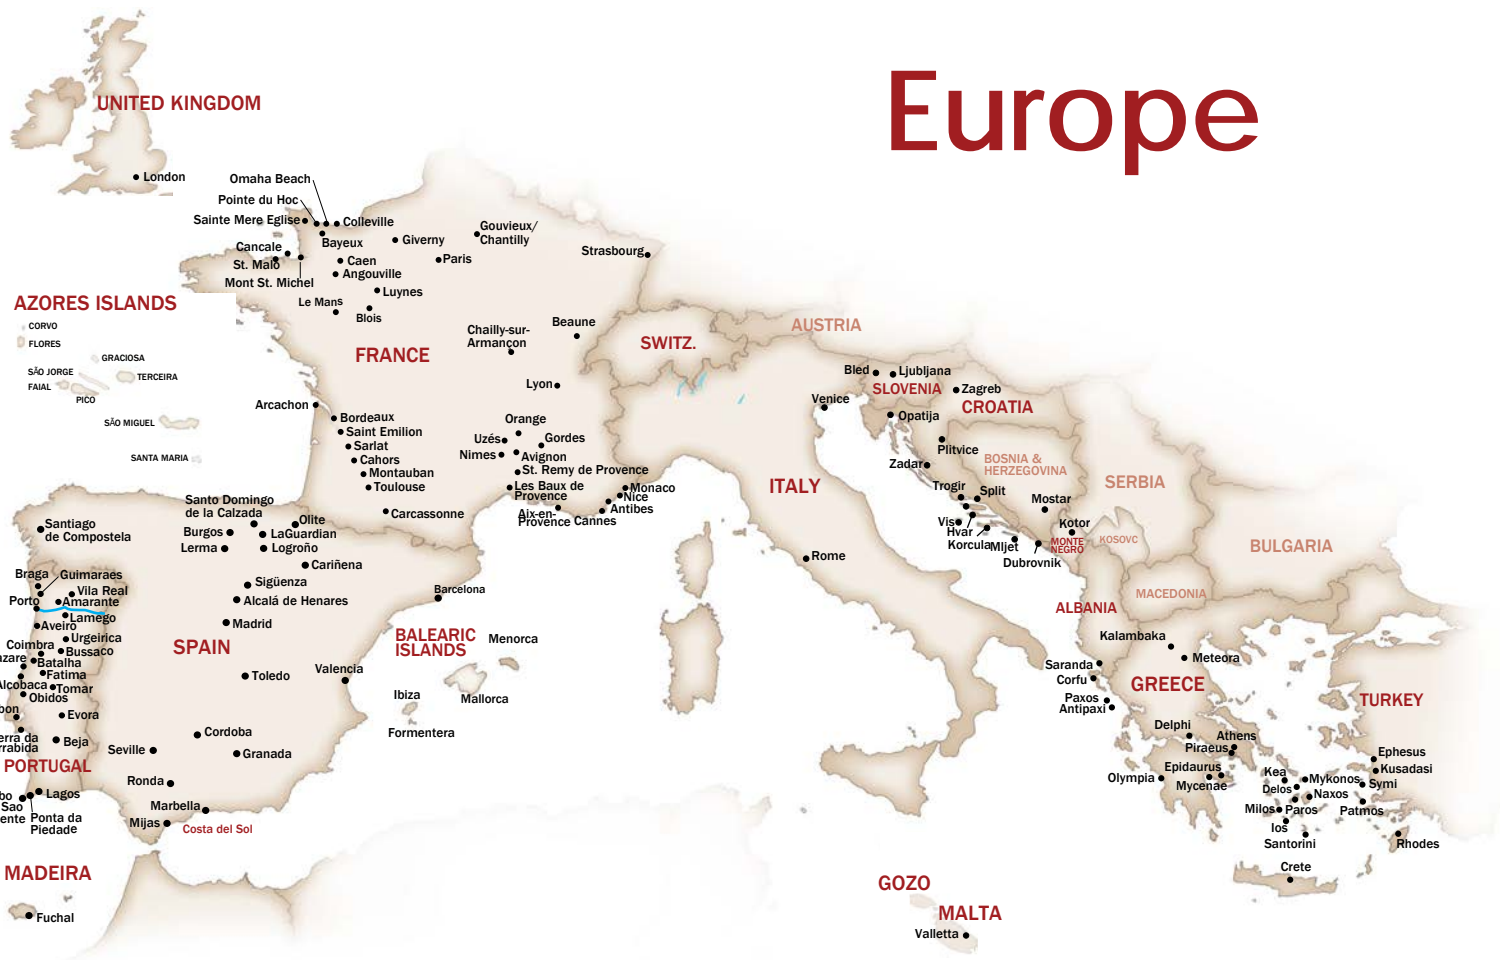 Europe
UNITED KINGDOM
London
Omaha Beach
Pointe du Hoc
Sainte Mere Eglise
Colleville
Bayeux
Cancale
St. Malo
Mont St. Michel
Caen
Angouville
Giverny
Gouvieux/
Chantilly
Paris
Strasbourg
Luynes
Le Mans
Blois
Chailly-sur-
Armançon
Beaune
FRANCE
Lyon
SWITZ.
AUSTRIA
AZORES ISLANDS
CORVO
FLORES
GRACIOSA
SÃO JORGE
TERCEIRA
FAIAL
PICO
SÃO MIGUEL
SANTA MARIA
Arcachon
Bordeaux
Saint Emilion
Sarlat
Cahors
Montauban
Toulouse
Carcassonne
Orange
Uzés
Gordes
Nimes
Avignon
St. Remy de Provence
Les Baux de
Provence
Aix-en-
Provence
Cannes
Antibes
Nice
Monaco
Bled
Ljubljana
SLOVENIA
Zagreb
CROATIA
Venice
Opatija
Plitvice
Zadar
BOSNIA &
HERZEGOVINA
SERBIA
Trogir
Split
Mostar
Vis
Hvar
Korcula
Mljet
Kotor
MONTE
NEGRO
KOSOVC
Dubrovnik
BULGARIA
ITALY
Rome
MACEDONIA
ALBANIA
Santo Domingo
de la Calzada
Olite
Santiago
de Compostela
Burgos
LaGuardian
Lerma
Logroño
Cariñena
Sigüenza
Alcalá de Henares
Barcelona
Madrid
SPAIN
BALEARIC
ISLANDS
Menorca
Mallorca
Ibiza
Formentera
Toledo
Valencia
Cordoba
Seville
Granada
Ronda
Marbella
Mijas
Costa del Sol
Braga
Guimaraes
Vila Real
Porto
Amarante
Lamego
Aveiro
Urgeirica
Coimbra
Bussaco
zare
Batalha
Fatima
Alcobaca
Tomar
Obidos
bon
Evora
erra da
rrabida
Beja
PORTUGAL
Lagos
bo
Sao
ente
Ponta da
Piedade
MADEIRA
Fuchal
Kalambaka
Meteora
Saranda
Corfu
GREECE
Paxos
Antipaxi
TURKEY
Delphi
Athens
Piraeus
Epidaurus
Olympia
Mycenae
Ephesus
Kusadasi
Kea
Mykonos
Symi
Delos
Naxos
Milos
Paros
Patmos
Ios
Santorini
Rhodes
Crete
GOZO
MALTA
Valletta